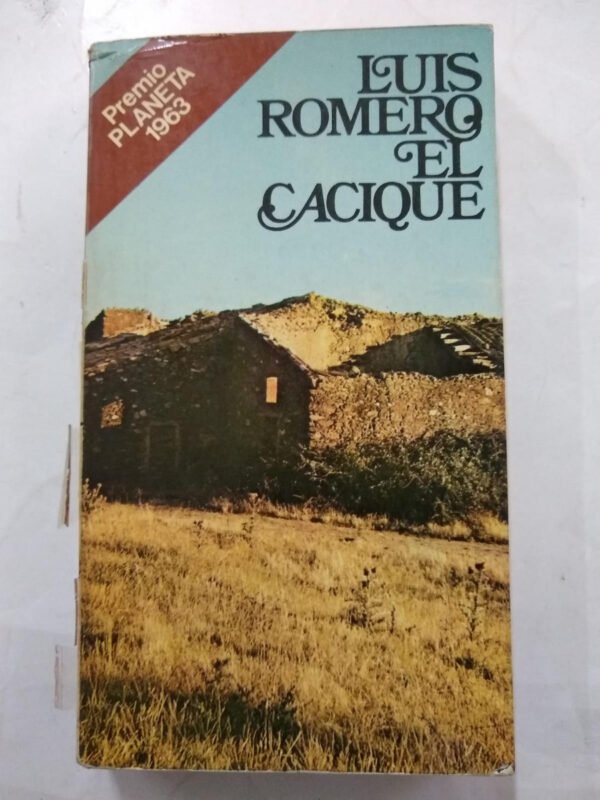 Premio
PLANETA
1963
LUIS
ROMERO
EL
CACIQUE